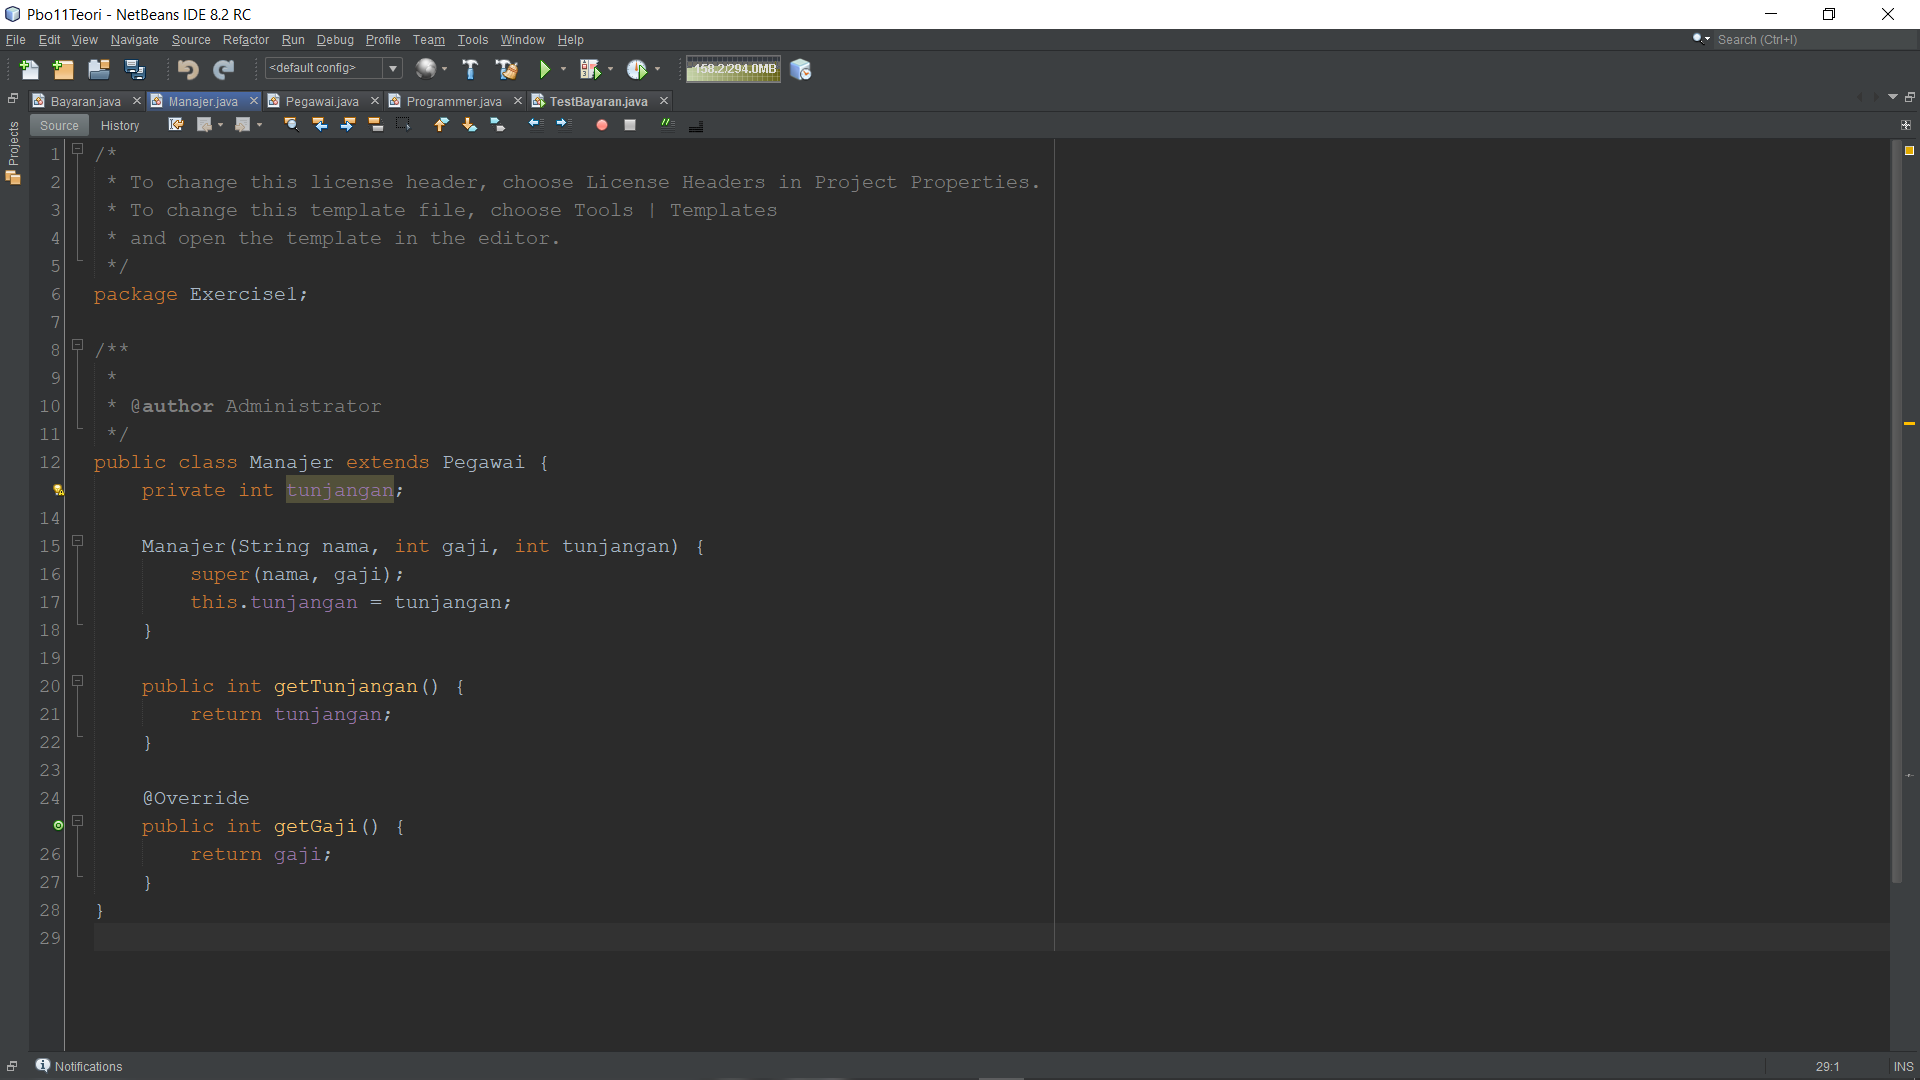 Pbo11Teori - NetBeans IDE 8.2 RC
File Edit View Navigate Source Refactor Run Debug Profile Team Tools Window Help
Search (Ctrl+I)
<default config>
158.2/294.0MB
Bayaran.java Manajer.java Pegawai.java Programmer.java TestBayaran.java
Source History
Projects
1 /*
2 * To change this license header, choose License Headers in Project Properties.
3 * To change this template file, choose Tools | Templates
4 * and open the template in the editor.
5 */
6 package Exercise1;
7
8 /**
9 *
10 * @author Administrator
11 */
12 public class Manajer extends Pegawai {
private int tunjangan;
14
15 Manajer(String nama, int gaji, int tunjangan) {
16 super(nama, gaji);
17 this.tunjangan = tunjangan;
18 }
19
20 public int getTunjangan() {
21 return tunjangan;
22 }
23
24 @Override
public int getGaji() {
26 return gaji;
27 }
28 }
29
Notifications
29:1
INS